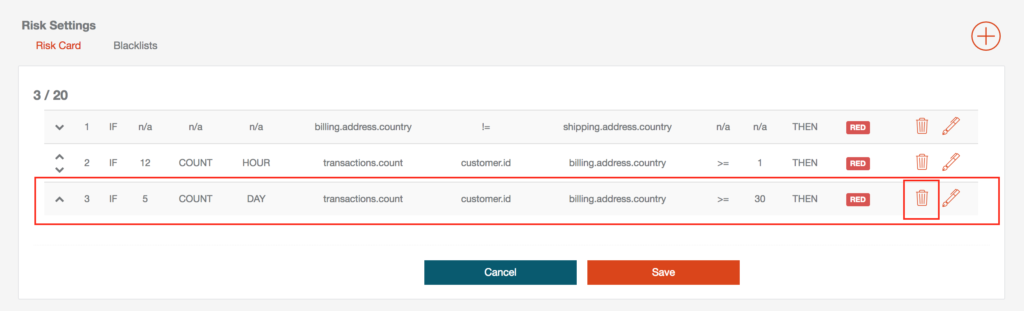 Risk Settings
Risk Card Blacklists
3 / 20
1 IF n/a n/a n/a billing.address.country != shipping.address.country n/a n/a THEN RED
2 IF 12 COUNT HOUR transactions.count customer.id billing.address.country >= 1 THEN RED
3 IF 5 COUNT DAY transactions.count customer.id billing.address.country >= 30 THEN RED
Cancel Save